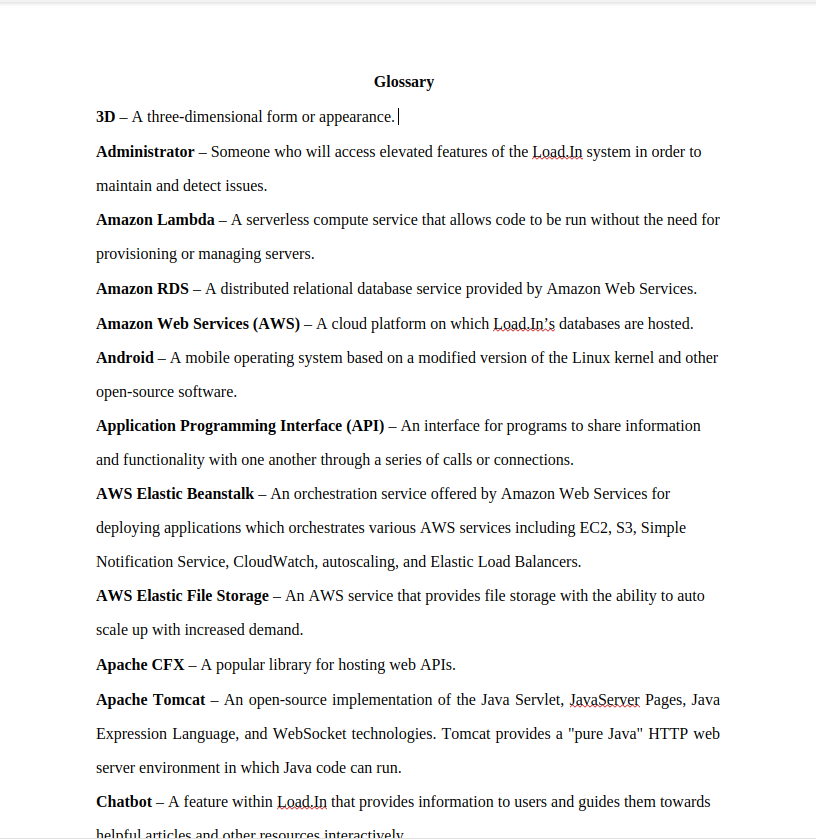 Glossary
3D – A three-dimensional form or appearance.
Administrator – Someone who will access elevated features of the Load.In system in order to
maintain and detect issues.
Amazon Lambda – A serverless compute service that allows code to be run without the need for
provisioning or managing servers.
Amazon RDS – A distributed relational database service provided by Amazon Web Services.
Amazon Web Services (AWS) – A cloud platform on which Load.In’s databases are hosted.
Android – A mobile operating system based on a modified version of the Linux kernel and other
open-source software.
Application Programming Interface (API) – An interface for programs to share information
and functionality with one another through a series of calls or connections.
AWS Elastic Beanstalk – An orchestration service offered by Amazon Web Services for
deploying applications which orchestrates various AWS services including EC2, S3, Simple
Notification Service, CloudWatch, autoscaling, and Elastic Load Balancers.
AWS Elastic File Storage – An AWS service that provides file storage with the ability to auto
scale up with increased demand.
Apache CFX – A popular library for hosting web APIs.
Apache Tomcat – An open-source implementation of the Java Servlet, JavaServer Pages, Java
Expression Language, and WebSocket technologies. Tomcat provides a "pure Java" HTTP web
server environment in which Java code can run.
Chatbot – A feature within Load.In that provides information to users and guides them towards
helpful articles and other resources interactively.